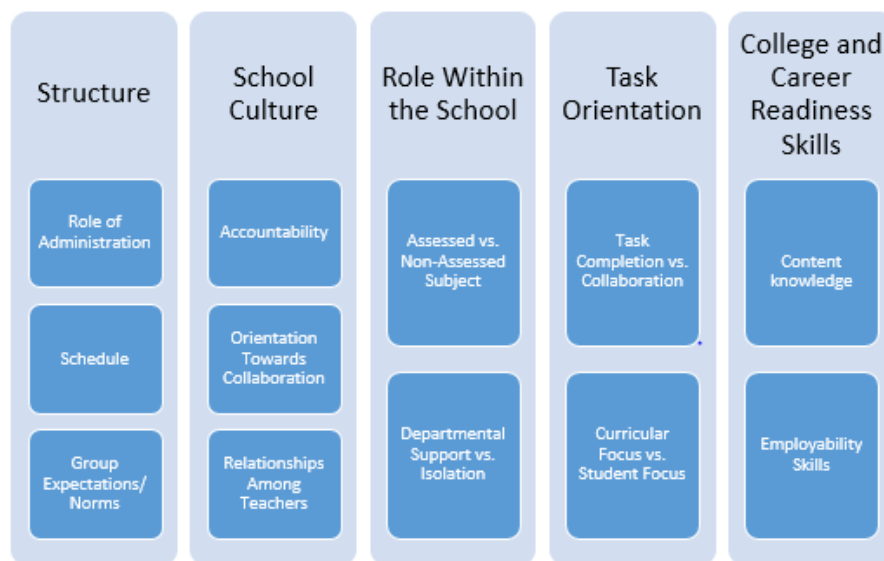 Structure
Role of
Administration
Schedule
Group
Expectations/
Norms
School
Culture
Accountability
Orientation
Towards
Collaboration
Relationships
Among
Teachers
Role Within
the School
Assessed vs.
Non-Assessed
Subject
Departmental
Support vs.
Isolation
Task
Orientation
Task
Completion vs.
Collaboration
Curricular
Focus vs.
Student Focus
College and
Career
Readiness
Skills
Content
knowledge
Employability
Skills